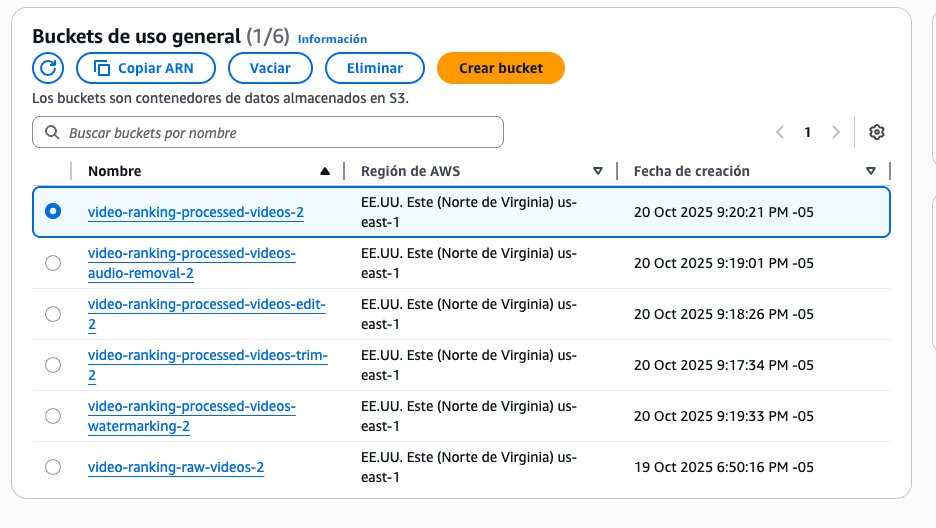 Buckets de uso general (1/6) Información
Copiar ARN Vaciar Eliminar Crear bucket
Los buckets son contenedores de datos almacenados en S3.
Buscar buckets por nombre 1
Nombre Región de AWS Fecha de creación
video-ranking-processed-videos-2
EE.UU. Este (Norte de Virginia) us-
east-1
20 Oct 2025 9:20:21 PM -05
video-ranking-processed-videos-
audio-removal-2
EE.UU. Este (Norte de Virginia) us-
east-1
20 Oct 2025 9:19:01 PM -05
video-ranking-processed-videos-edit-
2
EE.UU. Este (Norte de Virginia) us-
east-1
20 Oct 2025 9:18:26 PM -05
video-ranking-processed-videos-trim-
2
EE.UU. Este (Norte de Virginia) us-
east-1
20 Oct 2025 9:17:34 PM -05
video-ranking-processed-videos-
watermarking-2
EE.UU. Este (Norte de Virginia) us-
east-1
20 Oct 2025 9:19:33 PM -05
video-ranking-raw-videos-2
EE.UU. Este (Norte de Virginia) us-
east-1
19 Oct 2025 6:50:16 PM -05